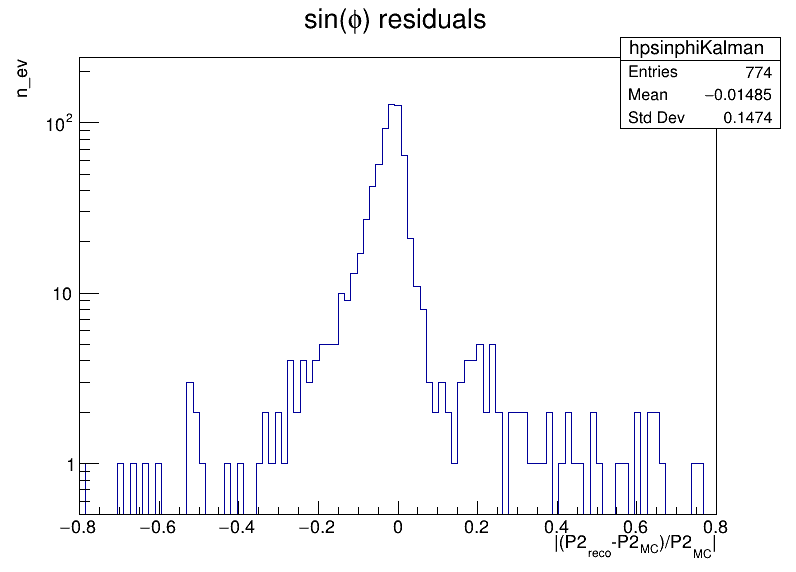 sin(ϕ) residuals
hpsinphiKalman
Entries 774
Mean −0.01485
Std Dev 0.1474
n_ev
10²
10
1
−0.8 −0.6 −0.4 −0.2 0 0.2 0.4 0.6 0.8
|(P2reco-P2MC)/P2MC|